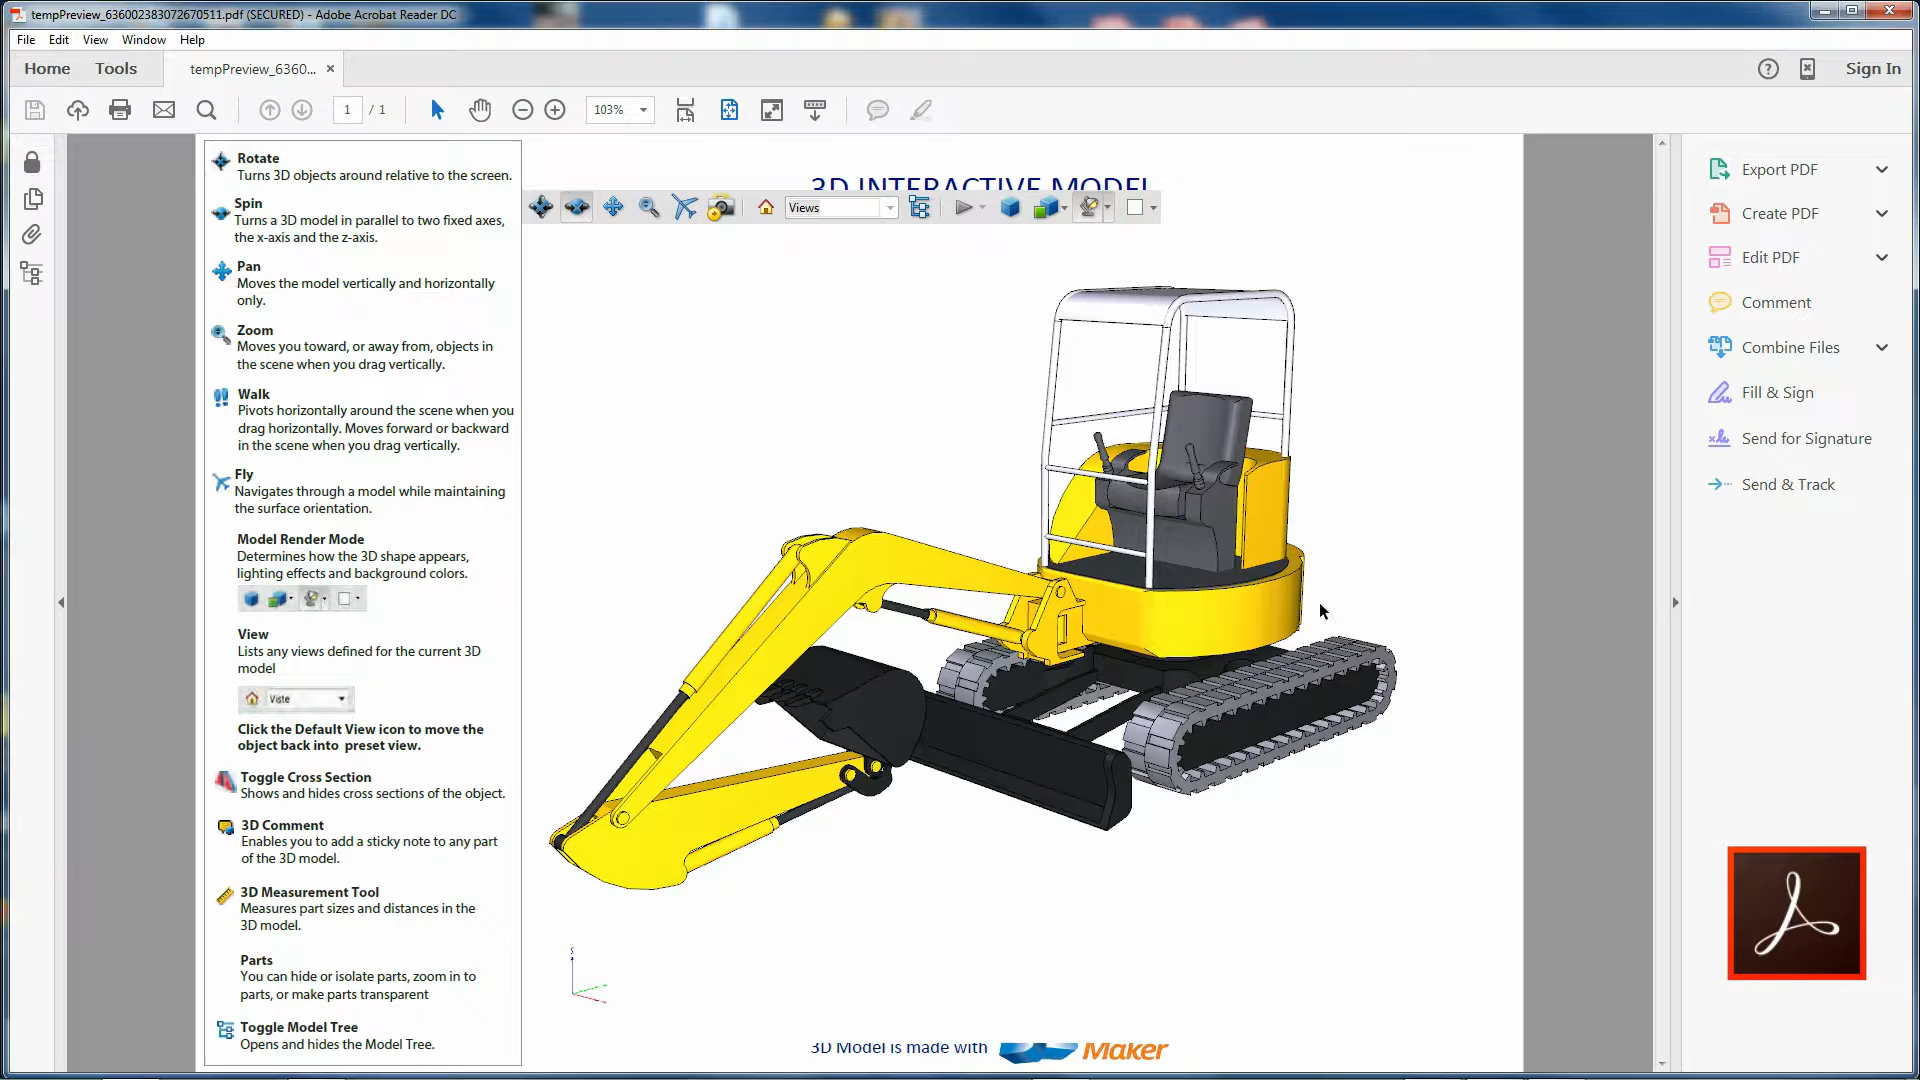 tempPreview_636002383072670511.pdf (SECURED) - Adobe Acrobat Reader DC
File Edit View Window Help
Home Tools tempPreview_6360... × Sign In
1 / 1 103%
Rotate
Turns 3D objects around relative to the screen.
Spin
Turns a 3D model in parallel to two fixed axes,
the x-axis and the z-axis.
Pan
Moves the model vertically and horizontally
only.
Zoom
Moves you toward, or away from, objects in
the scene when you drag vertically.
Walk
Pivots horizontally around the scene when you
drag horizontally. Moves forward or backward
in the scene when you drag vertically.
Fly
Navigates through a model while maintaining
the surface orientation.
Model Render Mode
Determines how the 3D shape appears,
lighting effects and background colors.
View
Lists any views defined for the current 3D
model
Viste
Click the Default View icon to move the
object back into preset view.
Toggle Cross Section
Shows and hides cross sections of the object.
3D Comment
Enables you to add a sticky note to any part
of the 3D model.
3D Measurement Tool
Measures part sizes and distances in the
3D model.
Parts
You can hide or isolate parts, zoom in to
parts, or make parts transparent
Toggle Model Tree
Opens and hides the Model Tree.
3D INTERACTIVE MODEL
Views
3D Model is made with Maker
Export PDF
Create PDF
Edit PDF
Comment
Combine Files
Fill & Sign
Send for Signature
Send & Track